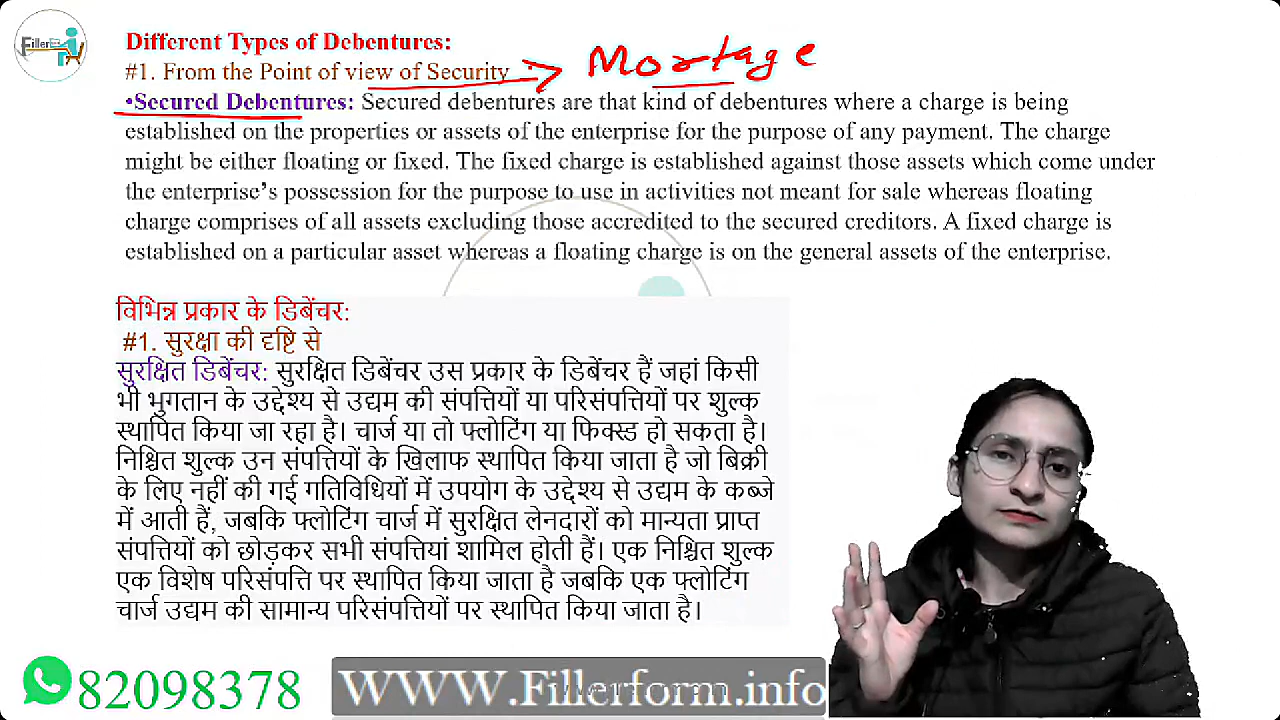 Filler
Different Types of Debentures:
#1. From the Point of view of Security
Mortage
•Secured Debentures: Secured debentures are that kind of debentures where a charge is being
established on the properties or assets of the enterprise for the purpose of any payment. The charge
might be either floating or fixed. The fixed charge is established against those assets which come under
the enterprise’s possession for the purpose to use in activities not meant for sale whereas floating
charge comprises of all assets excluding those accredited to the secured creditors. A fixed charge is
established on a particular asset whereas a floating charge is on the general assets of the enterprise.
विभिन्न प्रकार के डिबेंचर:
#1. सुरक्षा की दृष्टि से
सुरक्षित डिबेंचर: सुरक्षित डिबेंचर उस प्रकार के डिबेंचर हैं जहां किसी
भी भुगतान के उद्देश्य से उद्यम की संपत्तियों या परिसंपत्तियों पर शुल्क
स्थापित किया जा रहा है। चार्ज या तो फ्लोटिंग या फिक्स्ड हो सकता है।
निश्चित शुल्क उन संपत्तियों के खिलाफ स्थापित किया जाता है जो बिक्री
के लिए नहीं की गई गतिविधियों में उपयोग के उद्देश्य से उद्यम के कब्जे
में आती हैं, जबकि फ्लोटिंग चार्ज में सुरक्षित लेनदारों को मान्यता प्राप्त
संपत्तियों को छोड़कर सभी संपत्तियां शामिल होती हैं। एक निश्चित शुल्क
एक विशेष परिसंपत्ति पर स्थापित किया जाता है जबकि एक फ्लोटिंग
चार्ज उद्यम की सामान्य परिसंपत्तियों पर स्थापित किया जाता है।
82098378
WWW.Fillerform.info